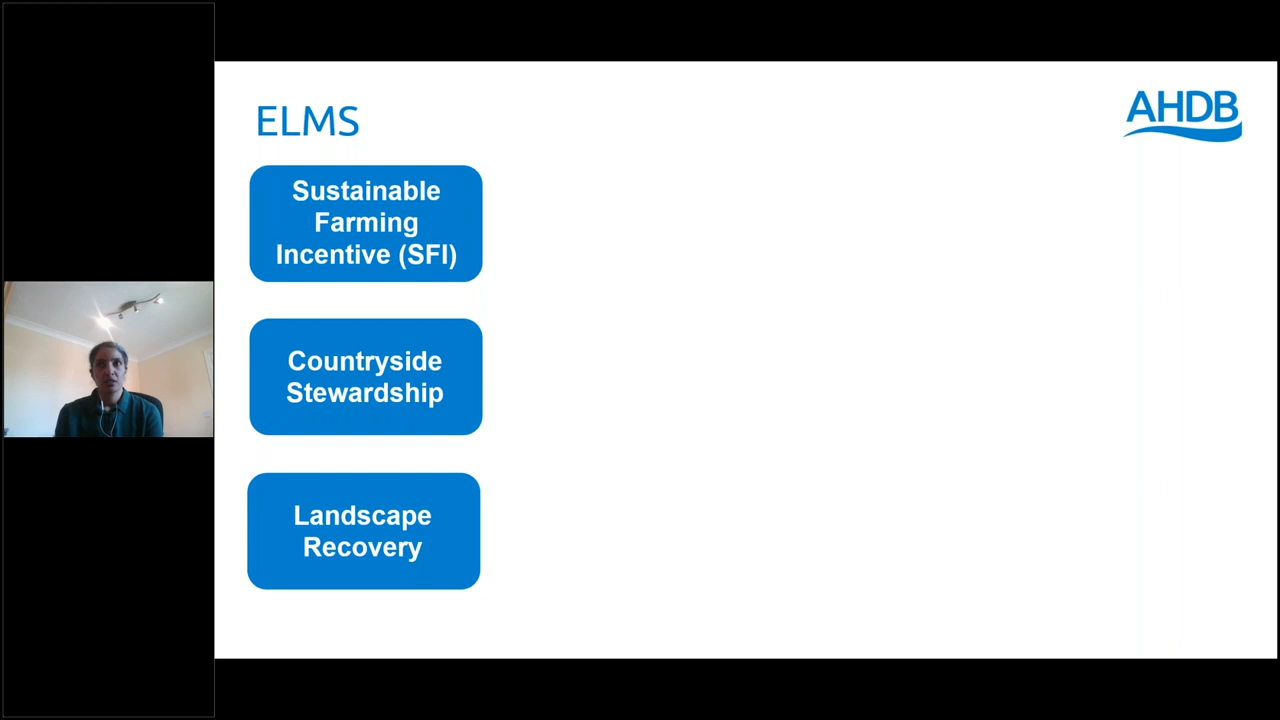 ELMS
AHDB
Sustainable
Farming
Incentive (SFI)
Countryside
Stewardship
Landscape
Recovery